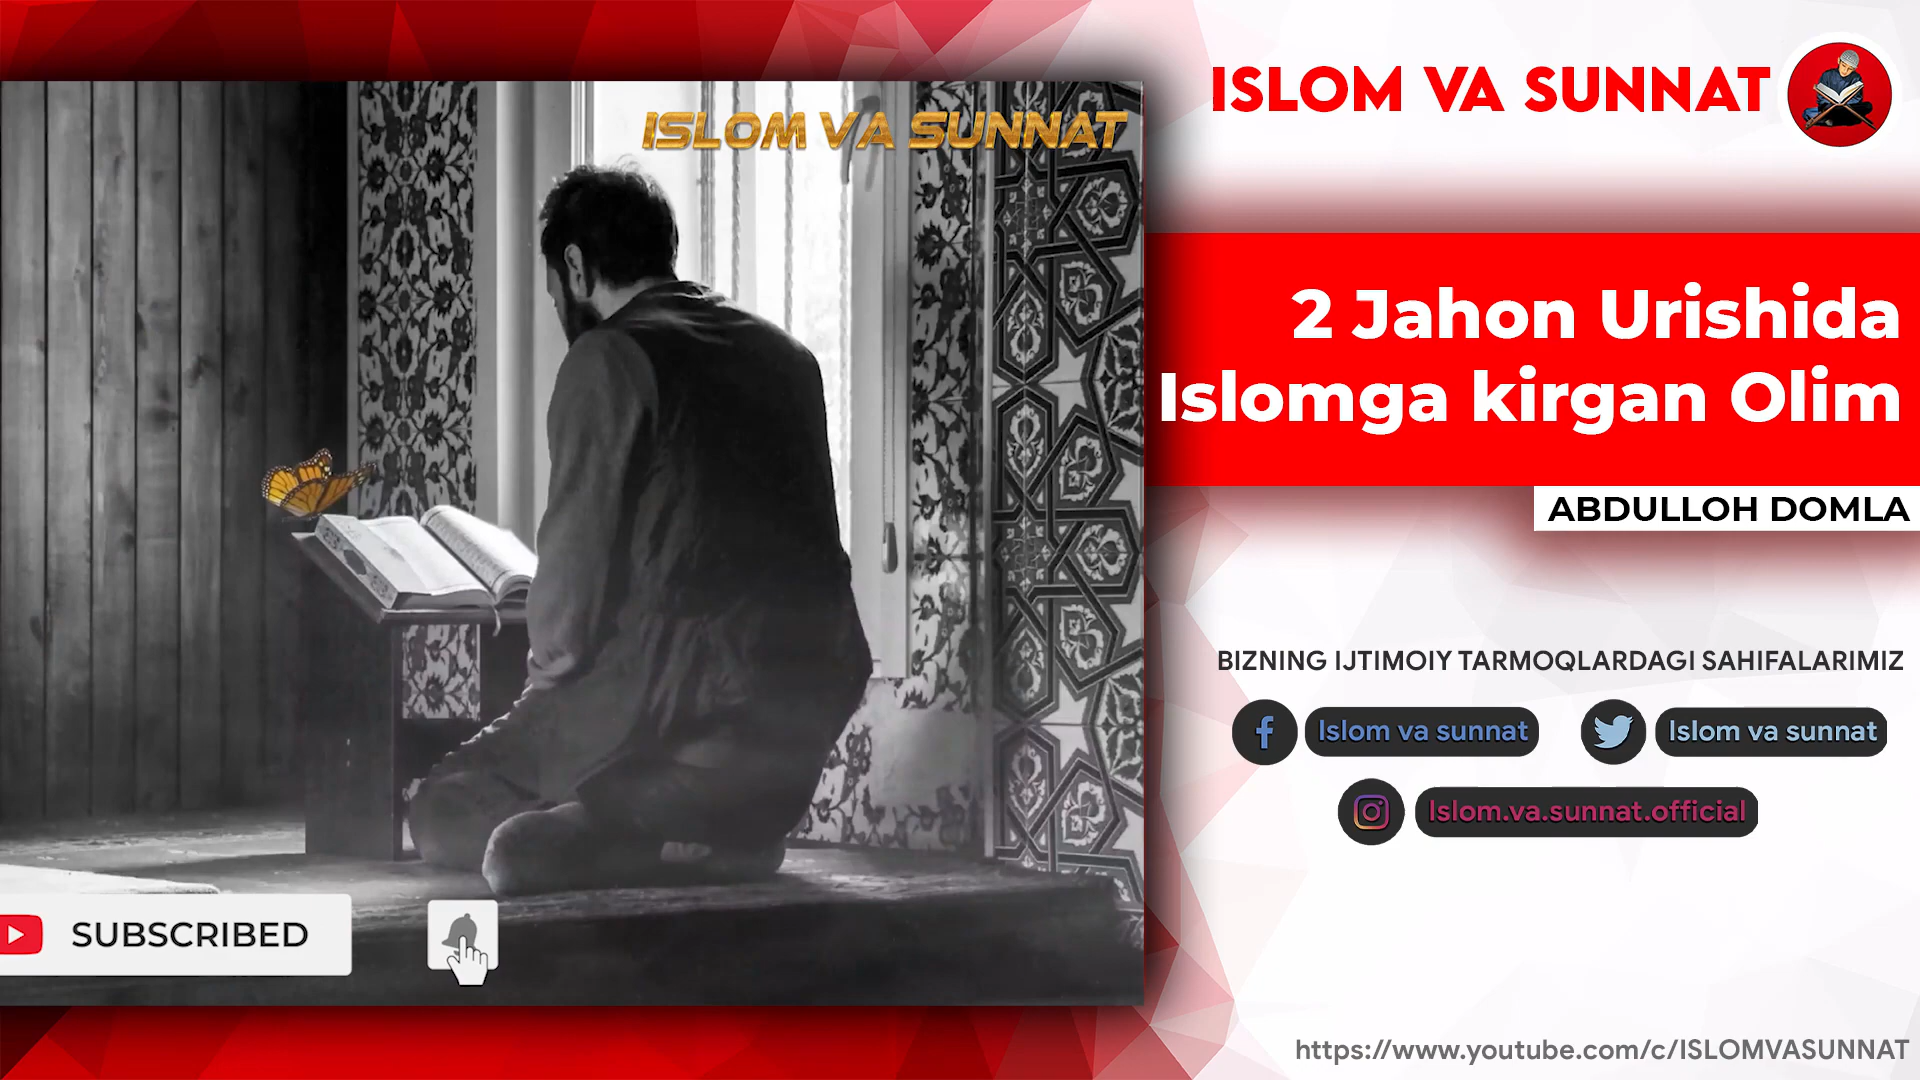 ISLOM VA SUNNAT
ISLOM VA SUNNAT
2 Jahon Urishida
Islomga kirgan Olim
ABDULLOH DOMLA
BIZNING IJTIMOIY TARMOQLARDAGI SAHIFALARIMIZ
Islom va sunnat
Islom va sunnat
Islom.va.sunnat.official
SUBSCRIBED
https://www.youtube.com/c/ISLOMVASUNNAT